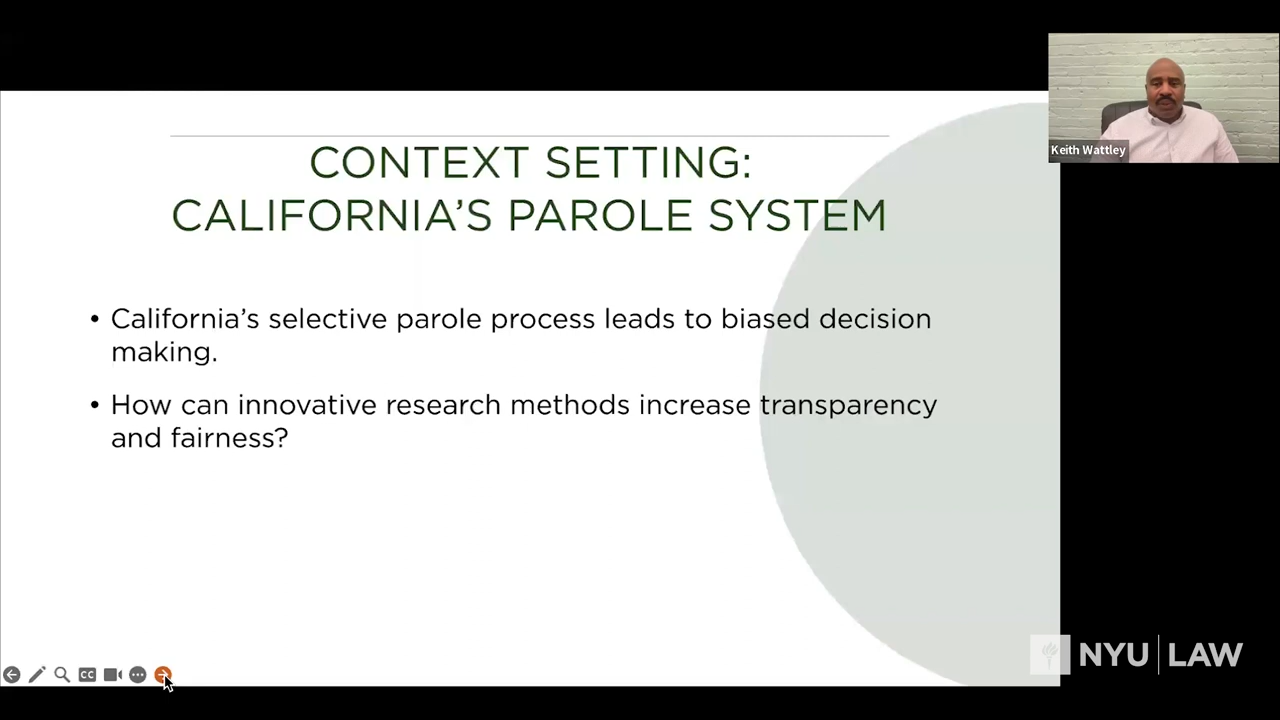 CONTEXT SETTING:
CALIFORNIA'S PAROLE SYSTEM
• California's selective parole process leads to biased decision
making.
• How can innovative research methods increase transparency
and fairness?
Keith Wattley
CC
NYU | LAW